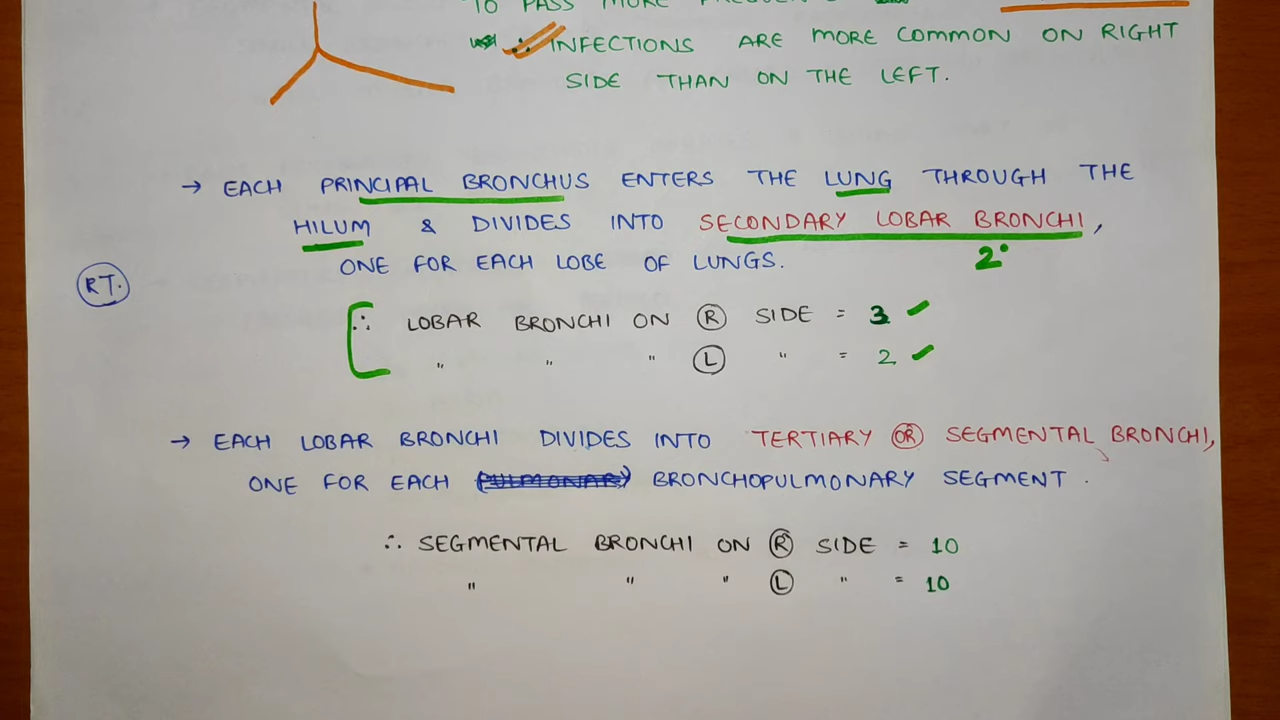 TO PASS MORE
∴ INFECTIONS ARE MORE COMMON ON RIGHT
SIDE THAN ON THE LEFT.
→ EACH PRINCIPAL BRONCHUS ENTERS THE LUNG THROUGH THE
HILUM & DIVIDES INTO SECONDARY LOBAR BRONCHI,
2°
ONE FOR EACH LOBE OF LUNGS.
RT.
∴ LOBAR BRONCHI ON Ⓡ SIDE = 3
" " " Ⓛ " = 2
→ EACH LOBAR BRONCHI DIVIDES INTO TERTIARY OR SEGMENTAL BRONCHI,
ONE FOR EACH BRONCHOPULMONARY SEGMENT.
∴ SEGMENTAL BRONCHI ON Ⓡ SIDE = 10
" " " Ⓛ " = 10